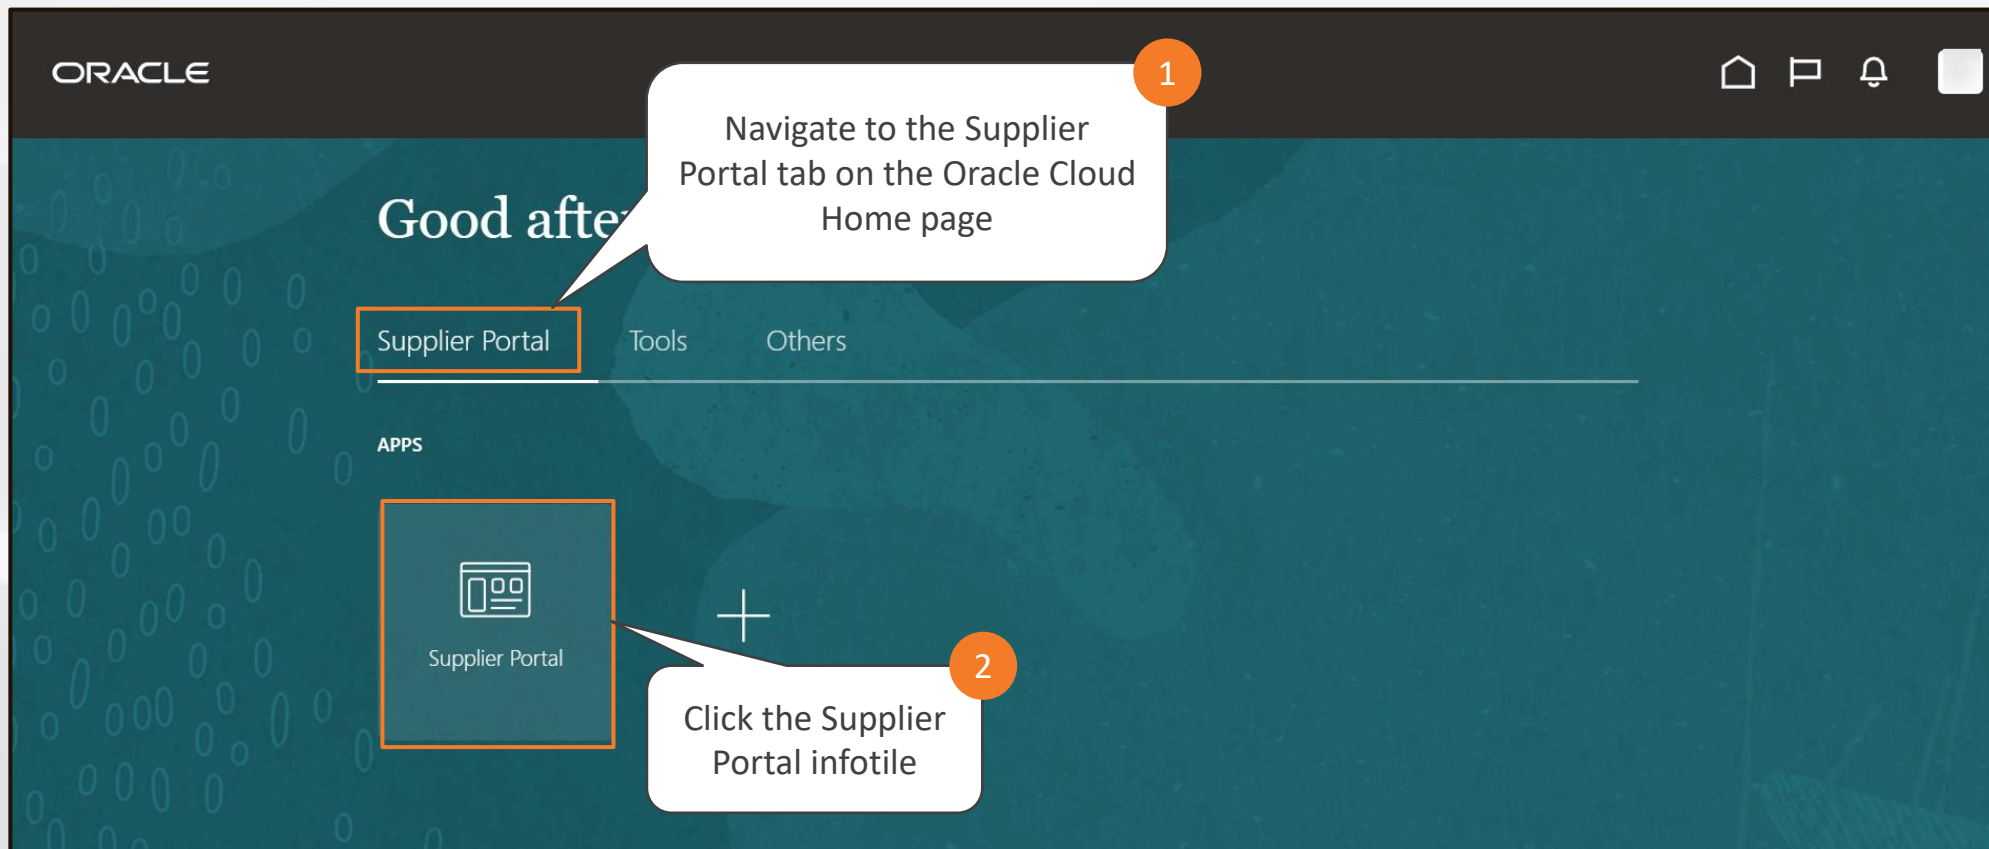 ORACLE
1
Navigate to the Supplier
Portal tab on the Oracle Cloud
Home page
Good
Supplier Portal Tools Others
APPS
Supplier Portal
2
Click the Supplier
Portal infotile